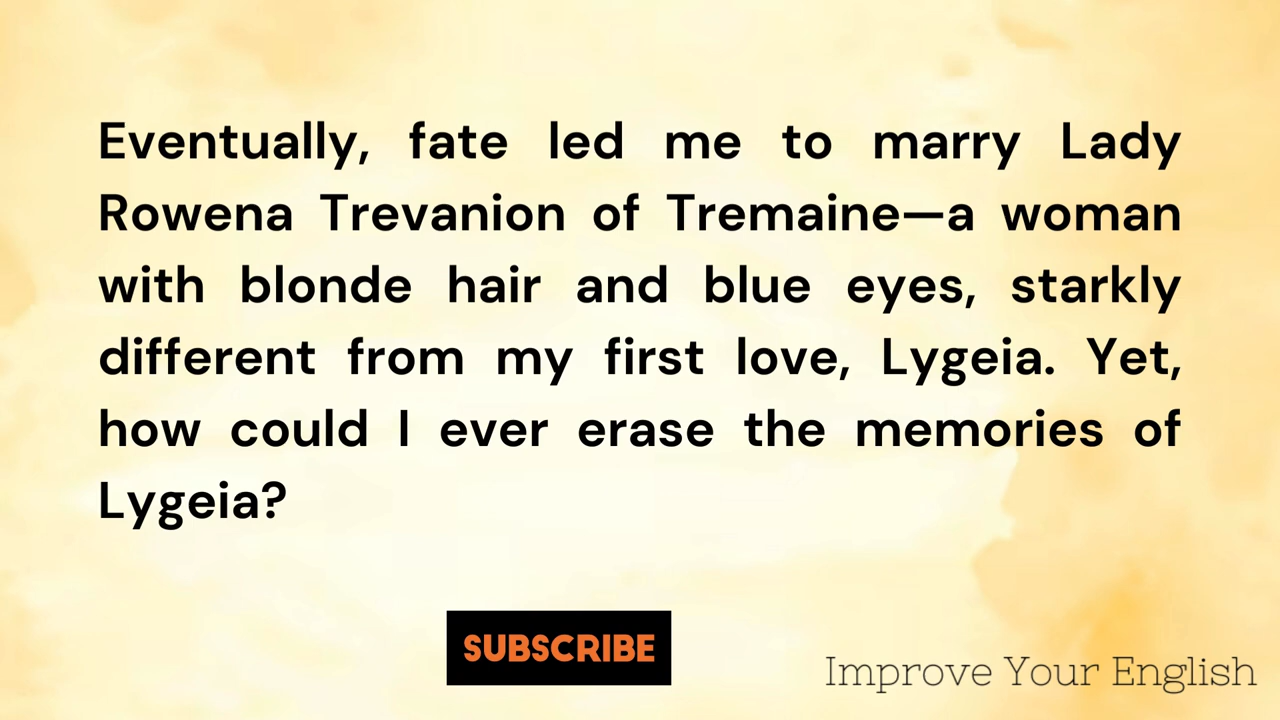 Eventually, fate led me to marry Lady
Rowena Trevanion of Tremaine—a woman
with blonde hair and blue eyes, starkly
different from my first love, Lygeia. Yet,
how could I ever erase the memories of
Lygeia?
SUBSCRIBE
Improve Your English